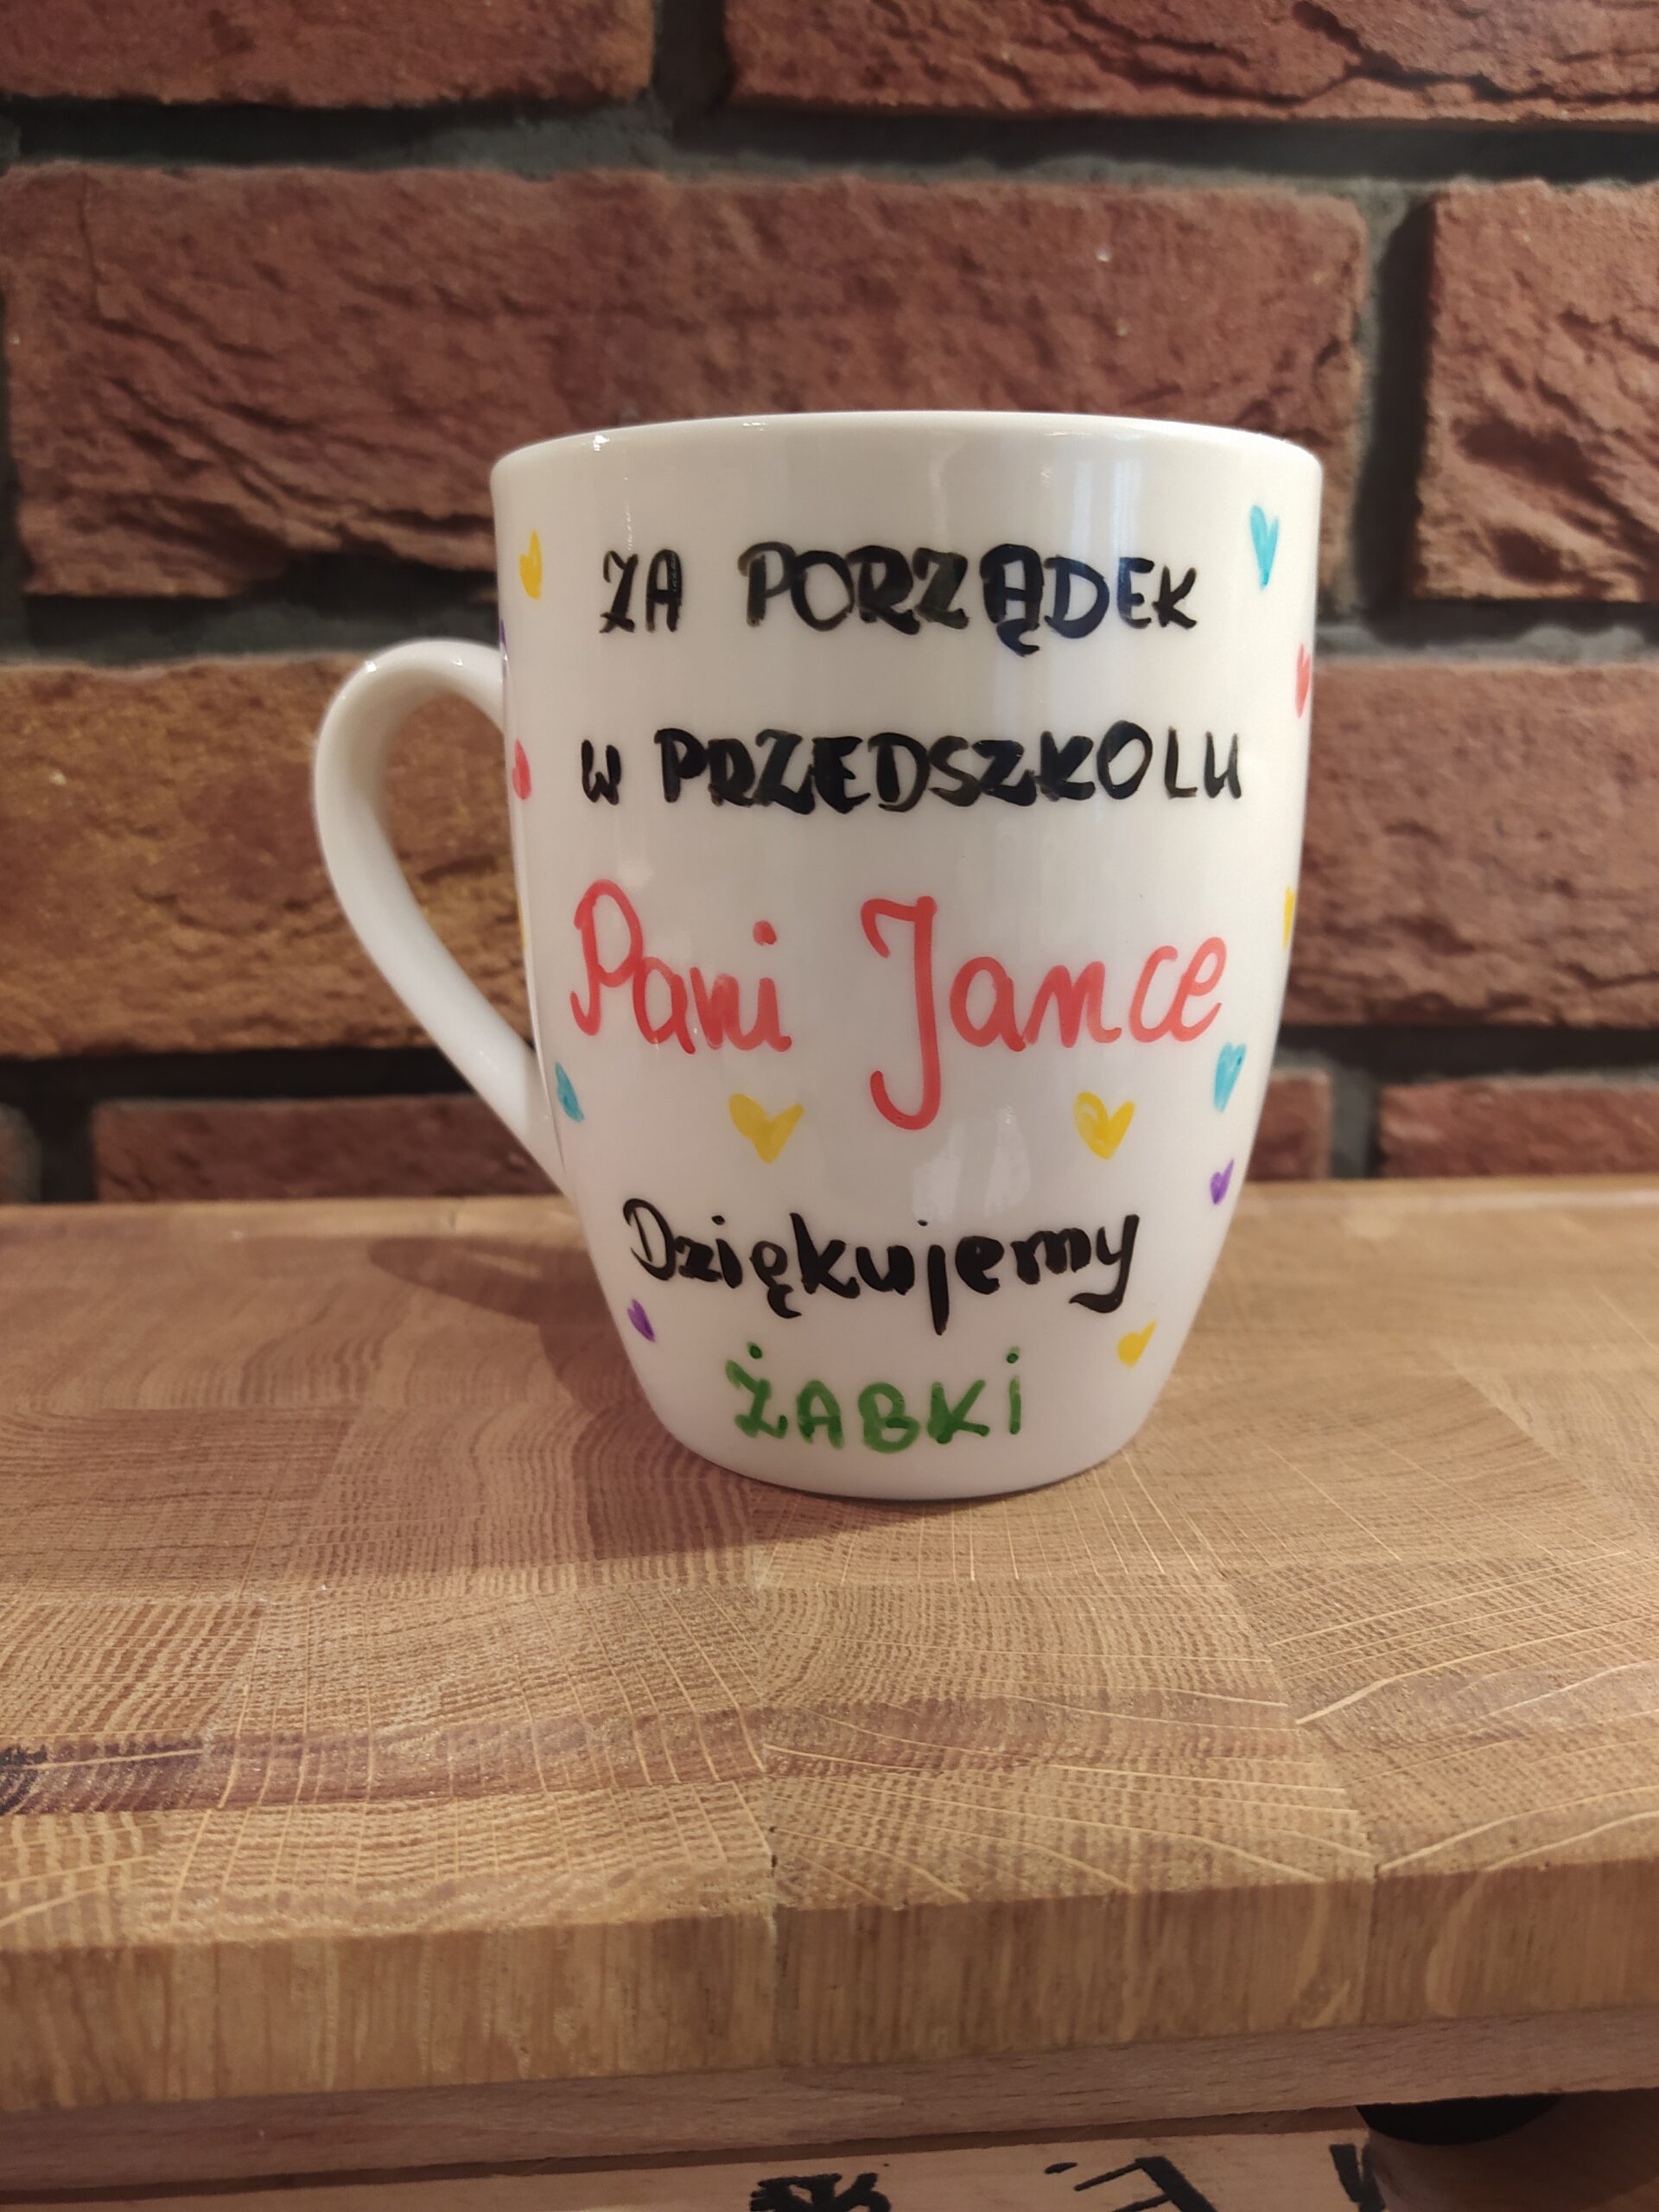 ZA PORZĄDEK
W PRZEDSZKOLU
Pani Jance
Dziękujemy
ŻABKI